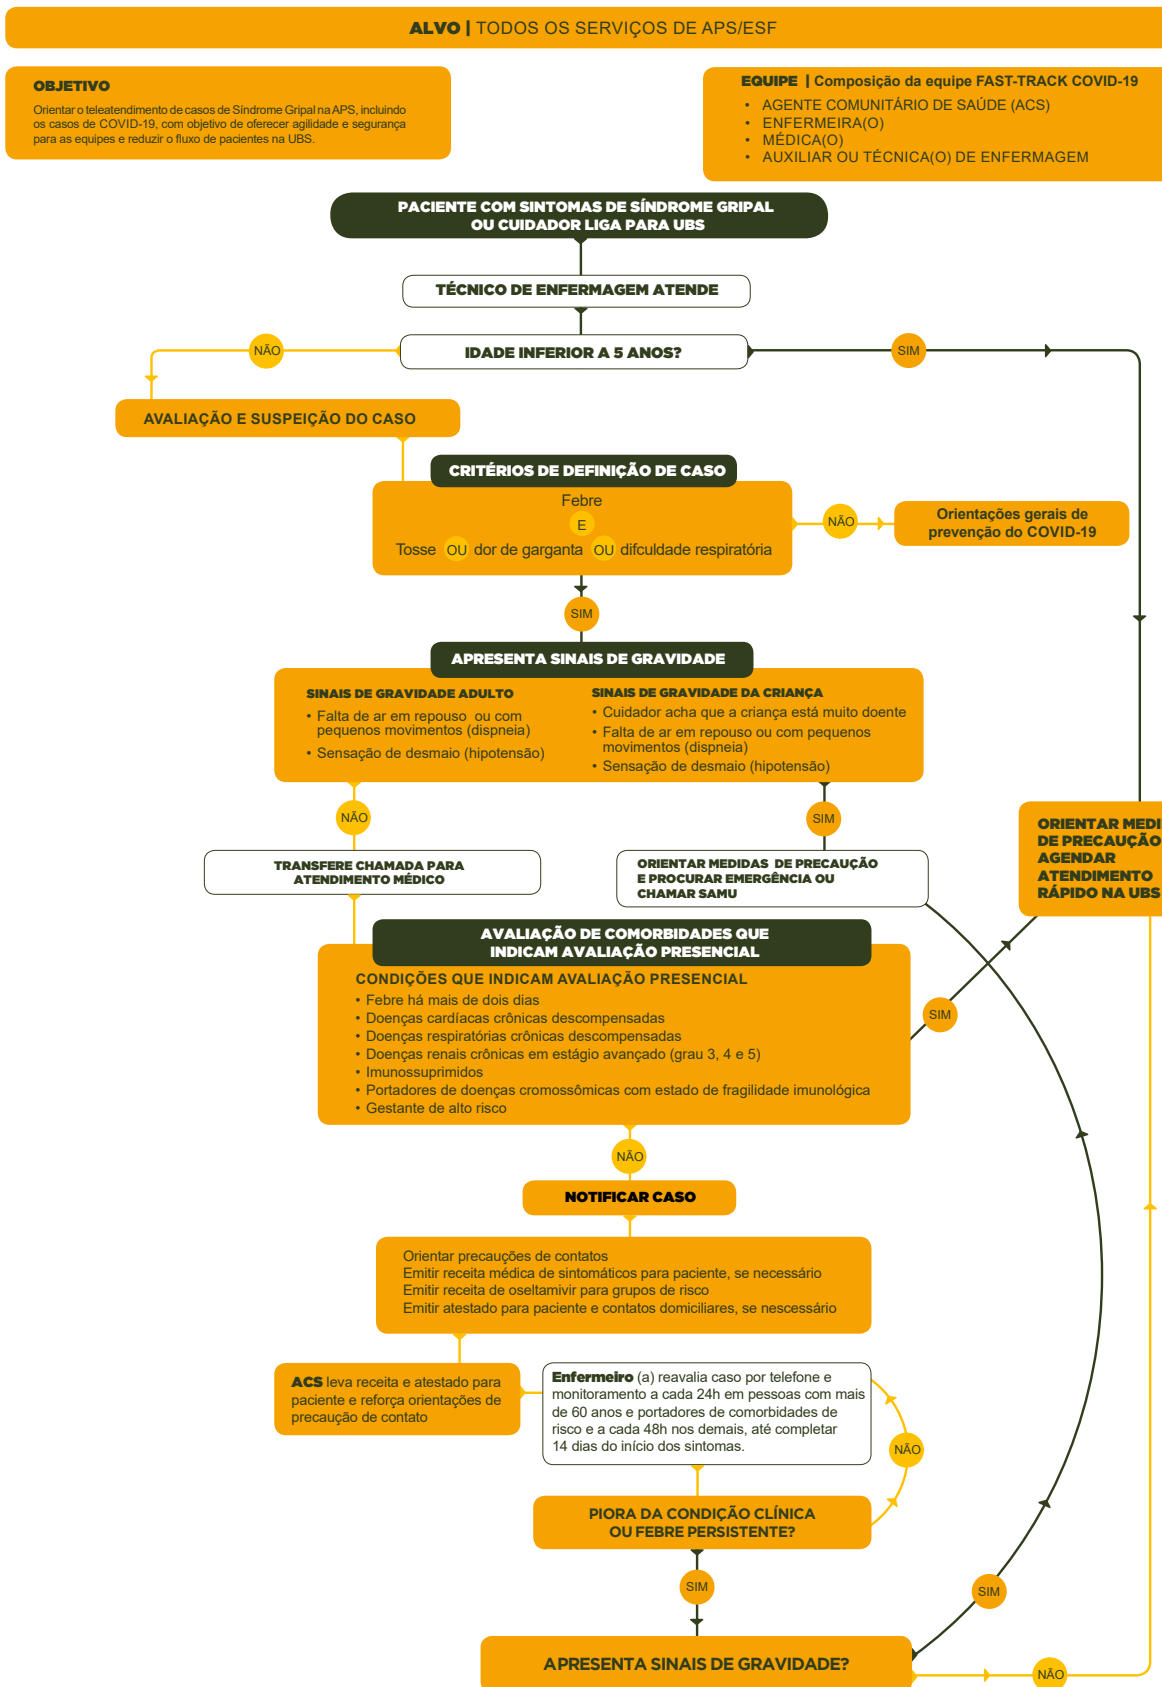 ALVO | TODOS OS SERVIÇOS DE APS/ESF
OBJETIVO
Orientar o teleatendimento de casos de Síndrome Gripal na APS, incluindo
os casos de COVID-19, com objetivo de oferecer agilidade e segurança
para as equipes e reduzir o fluxo de pacientes na UBS.
EQUIPE | Composição da equipe FAST-TRACK COVID-19
• AGENTE COMUNITÁRIO DE SAÚDE (ACS)
• ENFERMEIRA(O)
• MÉDICA(O)
• AUXILIAR OU TÉCNICA(O) DE ENFERMAGEM
PACIENTE COM SINTOMAS DE SÍNDROME GRIPAL
OU CUIDADOR LIGA PARA UBS
TÉCNICO DE ENFERMAGEM ATENDE
IDADE INFERIOR A 5 ANOS?
NÃO
SIM
AVALIAÇÃO E SUSPEIÇÃO DO CASO
CRITÉRIOS DE DEFINIÇÃO DE CASO
Febre
E
Tosse OU dor de garganta OU difculdade respiratória
NÃO
Orientações gerais de
prevenção do COVID-19
SIM
APRESENTA SINAIS DE GRAVIDADE
SINAIS DE GRAVIDADE ADULTO
• Falta de ar em repouso ou com
pequenos movimentos (dispneia)
• Sensação de desmaio (hipotensão)
SINAIS DE GRAVIDADE DA CRIANÇA
• Cuidador acha que a criança está muito doente
• Falta de ar em repouso ou com pequenos
movimentos (dispneia)
• Sensação de desmaio (hipotensão)
NÃO
SIM
TRANSFERE CHAMADA PARA
ATENDIMENTO MÉDICO
ORIENTAR MEDIDAS DE PRECAUÇÃO
E PROCURAR EMERGÊNCIA OU
CHAMAR SAMU
ORIENTAR MEDI
DE PRECAUÇÃO
AGENDAR
ATENDIMENTO
RÁPIDO NA UBS
AVALIAÇÃO DE COMORBIDADES QUE
INDICAM AVALIAÇÃO PRESENCIAL
CONDIÇÕES QUE INDICAM AVALIAÇÃO PRESENCIAL
• Febre há mais de dois dias
• Doenças cardíacas crônicas descompensadas
• Doenças respiratórias crônicas descompensadas
• Doenças renais crônicas em estágio avançado (grau 3, 4 e 5)
• Imunossuprimidos
• Portadores de doenças cromossômicas com estado de fragilidade imunológica
• Gestante de alto risco
SIM
NÃO
NOTIFICAR CASO
Orientar precauções de contatos
Emitir receita médica de sintomáticos para paciente, se necessário
Emitir receita de oseltamivir para grupos de risco
Emitir atestado para paciente e contatos domiciliares, se nescessário
ACS leva receita e atestado para
paciente e reforça orientações de
precaução de contato
Enfermeiro (a) reavalia caso por telefone e
monitoramento a cada 24h em pessoas com mais
de 60 anos e portadores de comorbidades de
risco e a cada 48h nos demais, até completar
14 dias do início dos sintomas.
NÃO
PIORA DA CONDIÇÃO CLÍNICA
OU FEBRE PERSISTENTE?
SIM
SIM
APRESENTA SINAIS DE GRAVIDADE?
NÃO